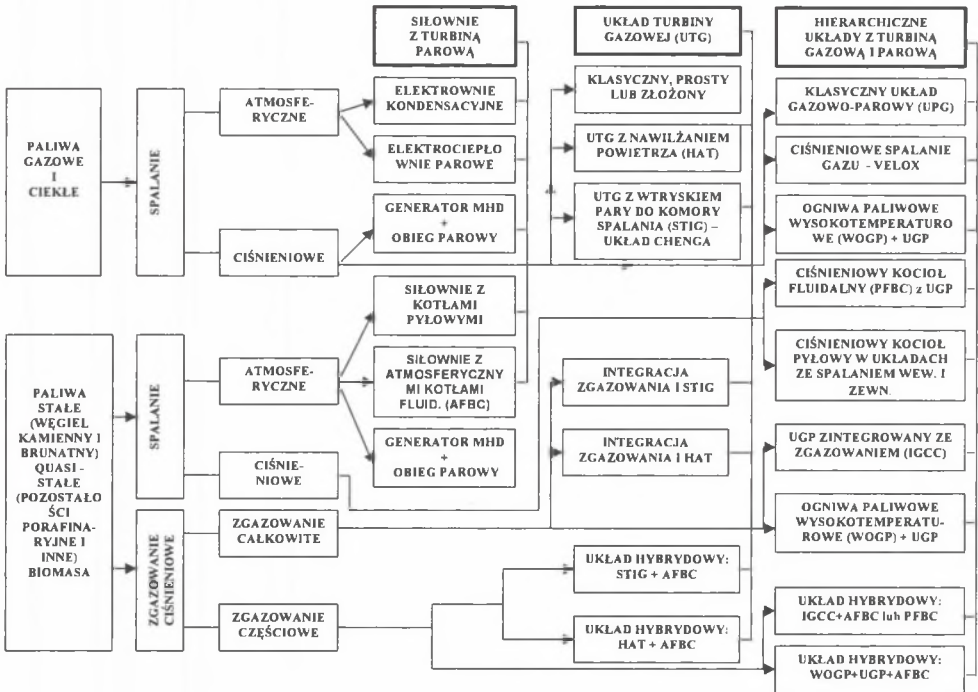 SIŁOWNIE
Z TURBINĄ
PAROWĄ
UKŁAD TURBINY
GAZOWEJ (UTG)
HIERARCHICZNE
UKŁADY Z TURBINĄ
GAZOWĄ I PAROWĄ
PALIWA
GAZOWE
I
CIEKŁE
SPALANIE
ATMOSFE-
RYCZNE
CIŚNIENIOWE
ELEKTROWNIE
KONDENSACYJNE
ELEKTROCIEPŁO
WNIE PAROWE
GENERATOR MHD
+
OBIEG PAROWY
KLASYCZNY, PROSTY
LUB ZŁOŻONY
UTG Z NAWILŻANIEM
POWIETRZA (HAT)
UTG Z WTRYSKIEM
PARY DO KOMORY
SPALANIA (STIG) –
UKŁAD CHENGA
KLASYCZNY UKŁAD
GAZOWO-PAROWY (UPG)
CIŚNIENIOWE SPALANIE
GAZU - VELOX
OGNIWA PALIWOWE
WYSOKOTEMPERATURO
WE (WOGP) + UGP
CIŚNIENIOWY KOCIOŁ
FLUIDALNY (PFBC) z UGP
CIŚNIENIOWY KOCIOŁ
PYŁOWY W UKŁADACH
ZE SPALANIEM WEW. I
ZEWN.
PALIWA
STAŁE
(WĘGIEL
KAMIENNY I
BRUNATNY)
QUASI -
STAŁE
(POZOSTAŁO
ŚCI
PORAFINA-
RYJNE I
INNE)
BIOMASA
SPALANIE
ZGAZOWANIE
CIŚNIENIOWE
ATMOSFE-
RYCZNE
CIŚNIE-
NIOWE
ZGAZOWANIE
CAŁKOWITE
ZGAZOWANIE
CZĘŚCIOWE
SIŁOWNIE Z
KOTŁAMI
PYŁOWYMI
SIŁOWNIE Z
ATMOSFERYCZNY
MI KOTŁAMI
FLUID. (AFBC)
GENERATOR MHD
+
OBIEG PAROWY
INTEGRACJA
ZGAZOWANIA I STIG
INTEGRACJA
ZGAZOWANIA I HAT
UKŁAD HYBRYDOWY:
STIG + AFBC
UKŁAD HYBRYDOWY:
HAT + AFBC
UGP ZINTEGROWANY ZE
ZGAZOWANIEM (IGCC)
OGNIWA PALIWOWE
WYSOKOTEMPERATU-
ROWE (WOGP) + UGP
UKŁAD HYBRYDOWY:
IGCC+AFBC lub PFBC
UKŁAD HYBRYDOWY:
WOGP+UGP+AFBC